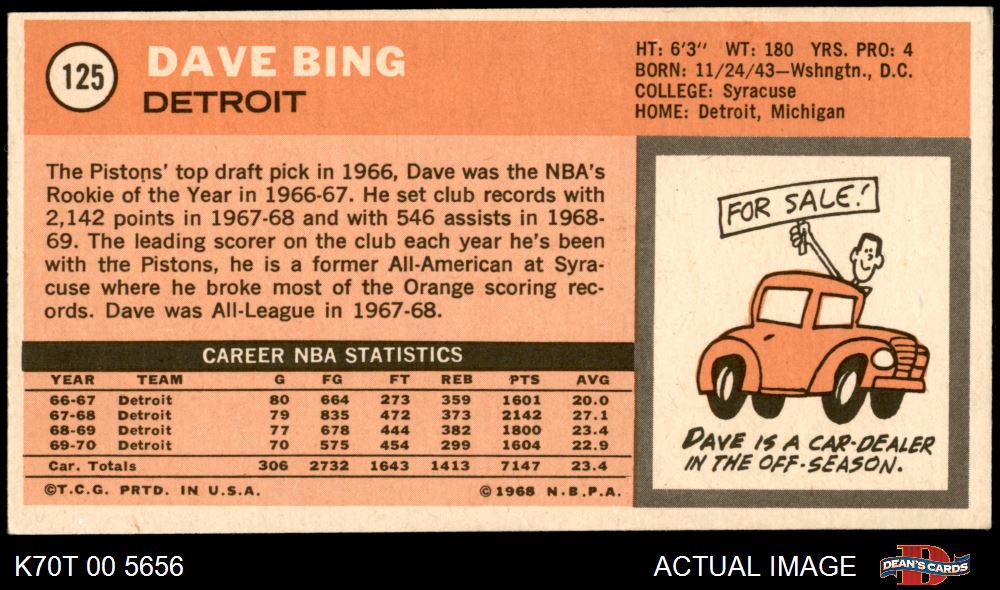 125
DAVE BING
DETROIT
HT: 6'3" WT: 180 YRS. PRO: 4
BORN: 11/24/43—Wshngtn., D.C.
COLLEGE: Syracuse
HOME: Detroit, Michigan
The Pistons' top draft pick in 1966, Dave was the NBA's
Rookie of the Year in 1966-67. He set club records with
2,142 points in 1967-68 and with 546 assists in 1968-
69. The leading scorer on the club each year he's been
with the Pistons, he is a former All-American at Syra-
cuse where he broke most of the Orange scoring rec-
ords. Dave was All-League in 1967-68.
CAREER NBA STATISTICS
YEAR TEAM G FG FT REB PTS AVG
66-67 Detroit 80 664 273 359 1601 20.0
67-68 Detroit 79 835 472 373 2142 27.1
68-69 Detroit 77 678 444 382 1800 23.4
69-70 Detroit 70 575 454 299 1604 22.9
Car. Totals 306 2732 1643 1413 7147 23.4
©T.C.G. PRTD. IN U.S.A. ©1968 N.B.P.A.
FOR SALE!
DAVE IS A CAR-DEALER
IN THE OFF-SEASON.
K70T 00 5656
ACTUAL IMAGE
D
DEAN'S CARDS